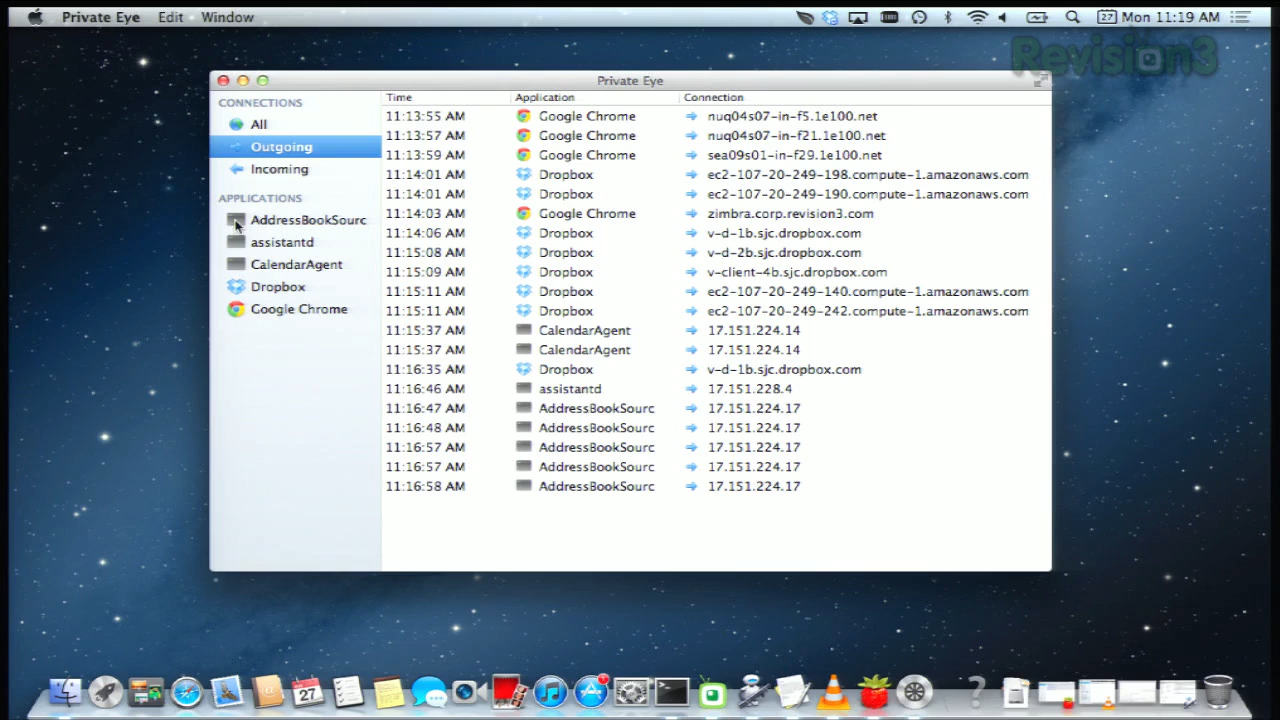 Private Eye Edit Window 27 Mon 11:19 AM
Revision3
Private Eye
CONNECTIONS
All
Outgoing
Incoming
APPLICATIONS
AddressBookSourc
assistantd
CalendarAgent
Dropbox
Google Chrome
Time Application Connection
11:13:55 AM Google Chrome nuq04s07-in-f5.1e100.net
11:13:57 AM Google Chrome nuq04s07-in-f21.1e100.net
11:13:59 AM Google Chrome sea09s01-in-f29.1e100.net
11:14:01 AM Dropbox ec2-107-20-249-198.compute-1.amazonaws.com
11:14:01 AM Dropbox ec2-107-20-249-190.compute-1.amazonaws.com
11:14:03 AM Google Chrome zimbra.corp.revision3.com
11:14:06 AM Dropbox v-d-1b.sjc.dropbox.com
11:15:08 AM Dropbox v-d-2b.sjc.dropbox.com
11:15:09 AM Dropbox v-client-4b.sjc.dropbox.com
11:15:11 AM Dropbox ec2-107-20-249-140.compute-1.amazonaws.com
11:15:11 AM Dropbox ec2-107-20-249-242.compute-1.amazonaws.com
11:15:37 AM CalendarAgent 17.151.224.14
11:15:37 AM CalendarAgent 17.151.224.14
11:16:35 AM Dropbox v-d-1b.sjc.dropbox.com
11:16:46 AM assistantd 17.151.228.4
11:16:47 AM AddressBookSourc 17.151.224.17
11:16:48 AM AddressBookSourc 17.151.224.17
11:16:57 AM AddressBookSourc 17.151.224.17
11:16:57 AM AddressBookSourc 17.151.224.17
11:16:58 AM AddressBookSourc 17.151.224.17
27